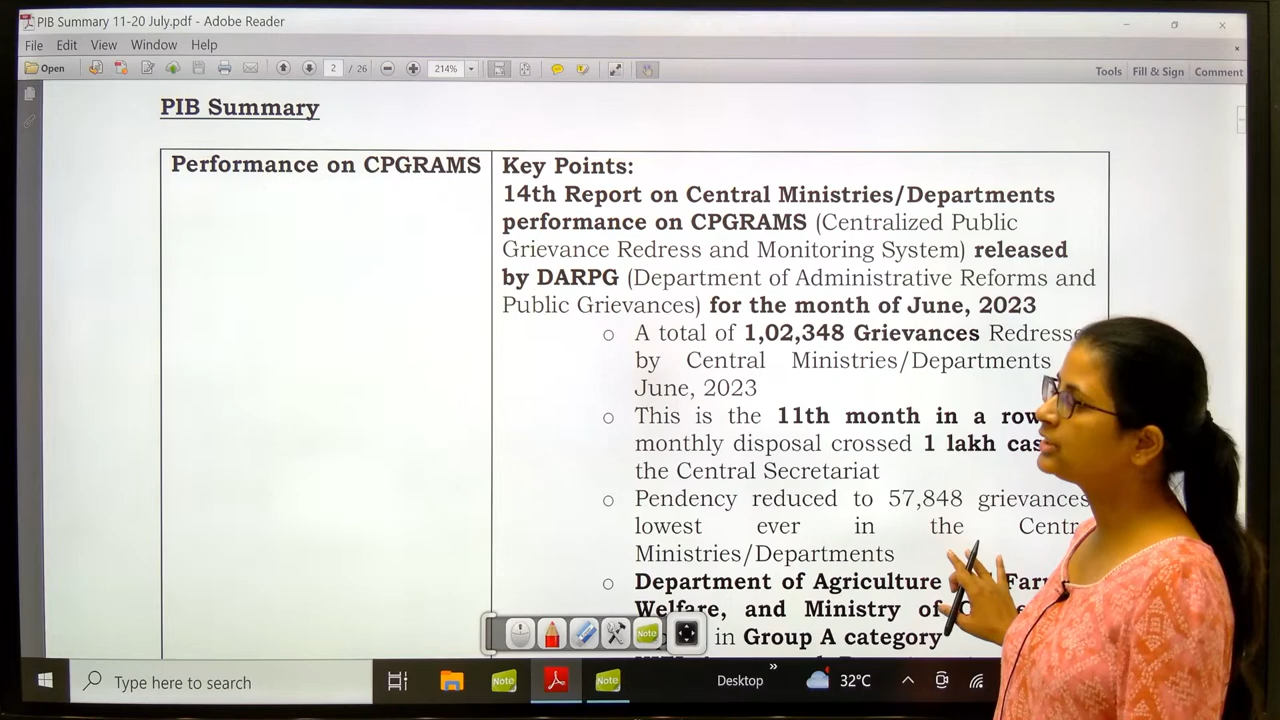 PIB Summary 11-20 July.pdf - Adobe Reader
File Edit View Window Help
Open 2 / 26 214% Tools Fill & Sign Comment
PIB Summary
Performance on CPGRAMS
Key Points:
14th Report on Central Ministries/Departments
performance on CPGRAMS (Centralized Public
Grievance Redress and Monitoring System) released
by DARPG (Department of Administrative Reforms and
Public Grievances) for the month of June, 2023
A total of 1,02,348 Grievances
by Central Ministries/Departments
June, 2023
This is the 11th month in a row
monthly disposal crossed 1 lakh
the Central Secretariat
Pendency reduced to 57,848 grievances
lowest ever in the
Ministries/Departments
Department of Agriculture
Welfare, and Ministry of
in Group A category
Note
Type here to search
Note
Note
Desktop
32°C